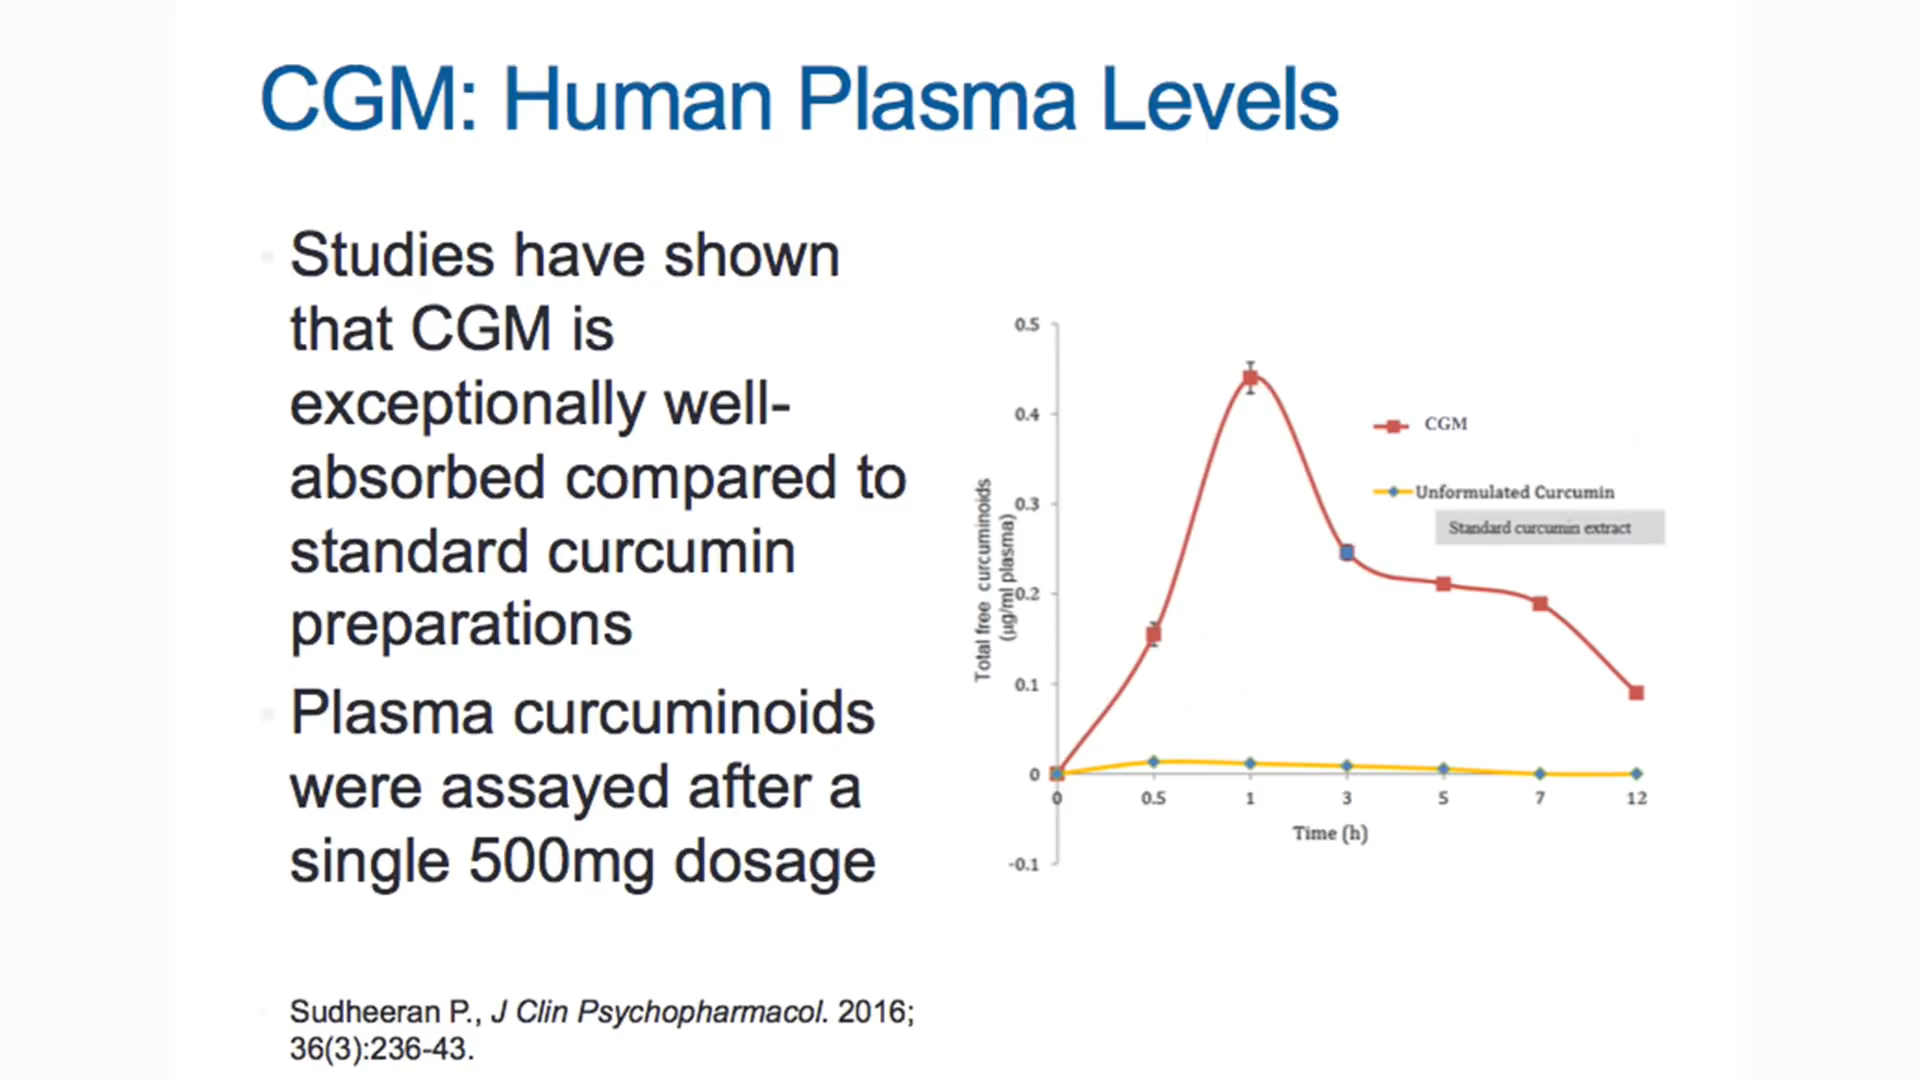 CGM: Human Plasma Levels
Studies have shown
that CGM is
exceptionally well-
absorbed compared to
standard curcumin
preparations
Plasma curcuminoids
were assayed after a
single 500mg dosage
Sudheeran P., J Clin Psychopharmacol. 2016;
36(3):236-43.
Total free curcuminoids
(µg/ml plasma)
0.5
0.4
0.3
0.2
0.1
0
-0.1
CGM
Unformulated Curcumin
Standard curcumin extract
0 0.5 1 3 5 7 12
Time (h)